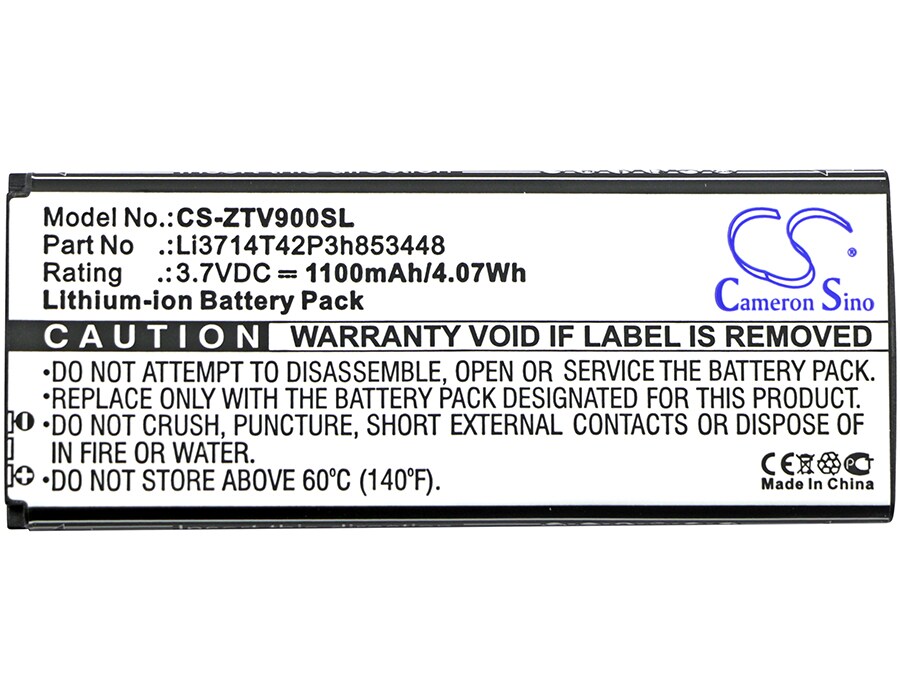 Model No.:CS-ZTV900SL
Part No .:Li3714T42P3h853448
Rating .:3.7VDC = 1100mAh/4.07Wh
Lithium-ion Battery Pack
CS
®
Cameron Sino
CAUTION WARRANTY VOID IF LABEL IS REMOVED
•DO NOT ATTEMPT TO DISASSEMBLE, OPEN OR SERVICE THE BATTERY PACK.
•REPLACE ONLY WITH THE BATTERY PACK DESIGNATED FOR THIS PRODUCT.
•DO NOT CRUSH, PUNCTURE, SHORT EXTERNAL CONTACTS OR DISPOSE OF
IN FIRE OR WATER.
•DO NOT STORE ABOVE 60°C (140°F).
CE
Made In China